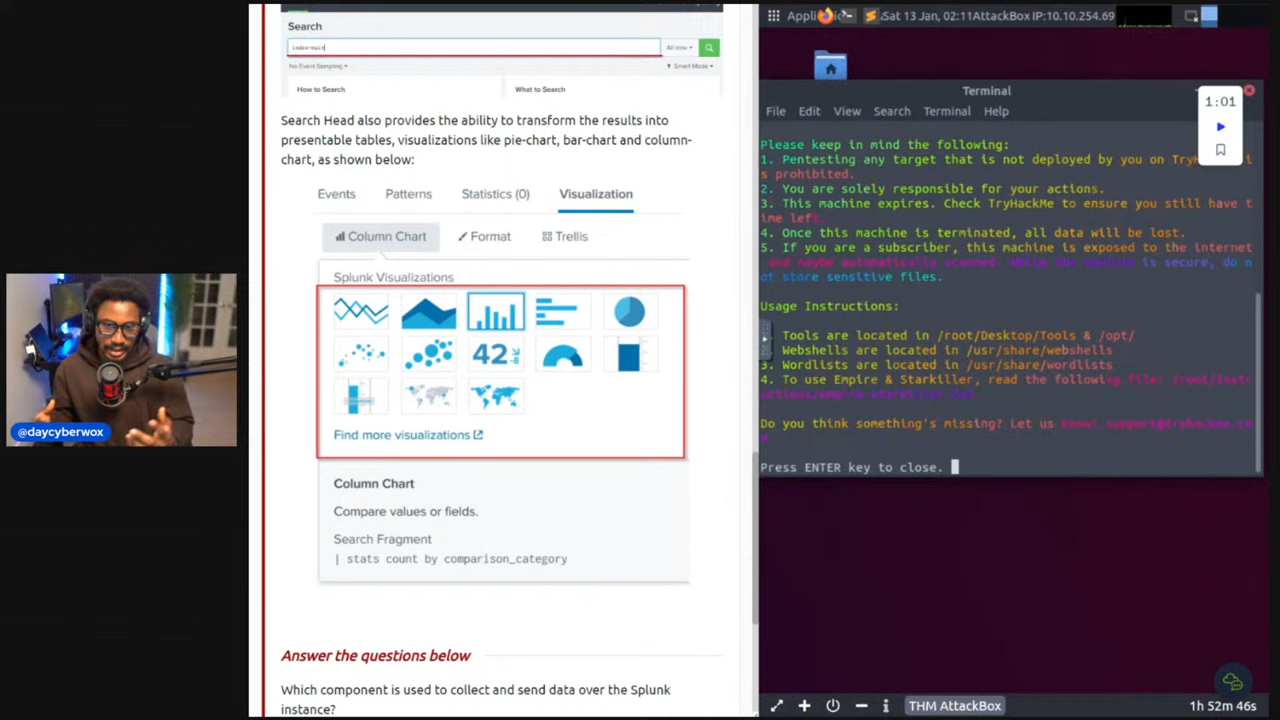 Search
index=main
All time
No Event Sampling
Smart Mode
How to Search
What to Search
Search Head also provides the ability to transform the results into
presentable tables, visualizations like pie-chart, bar-chart and column-
chart, as shown below:
Events
Patterns
Statistics (0)
Visualization
Column Chart
Format
Trellis
Splunk Visualizations
42
Find more visualizations
Column Chart
Compare values or fields.
Search Fragment
| stats count by comparison_category
Answer the questions below
Which component is used to collect and send data over the Splunk
instance?
@daycyberwox
Sat 13 Jan, 02:11 AttackBox IP:10.10.254.69
Terminal
File Edit View Search Terminal Help
1:01
Please keep in mind the following:
1. Pentesting any target that is not deployed by you on
s prohibited.
2. You are solely responsible for your actions.
3. This machine expires. Check TryHackMe to ensure you still have t
ime left.
4. Once this machine is terminated, all data will be lost.
5. If you are a subscriber, this machine is exposed to the internet
and maybe automatically scanned. While the machine is secure, do n
ot store sensitive files.
Usage Instructions:
Tools are located in /root/Desktop/Tools & /opt/
Webshells are located in /usr/share/webshells
3. Wordlists are located in /usr/share/wordlists
4. To use Empire & Starkiller, read the following file:
Do you think something's missing? Let us
Press ENTER key to close.
THM AttackBox
1h 52m 46s